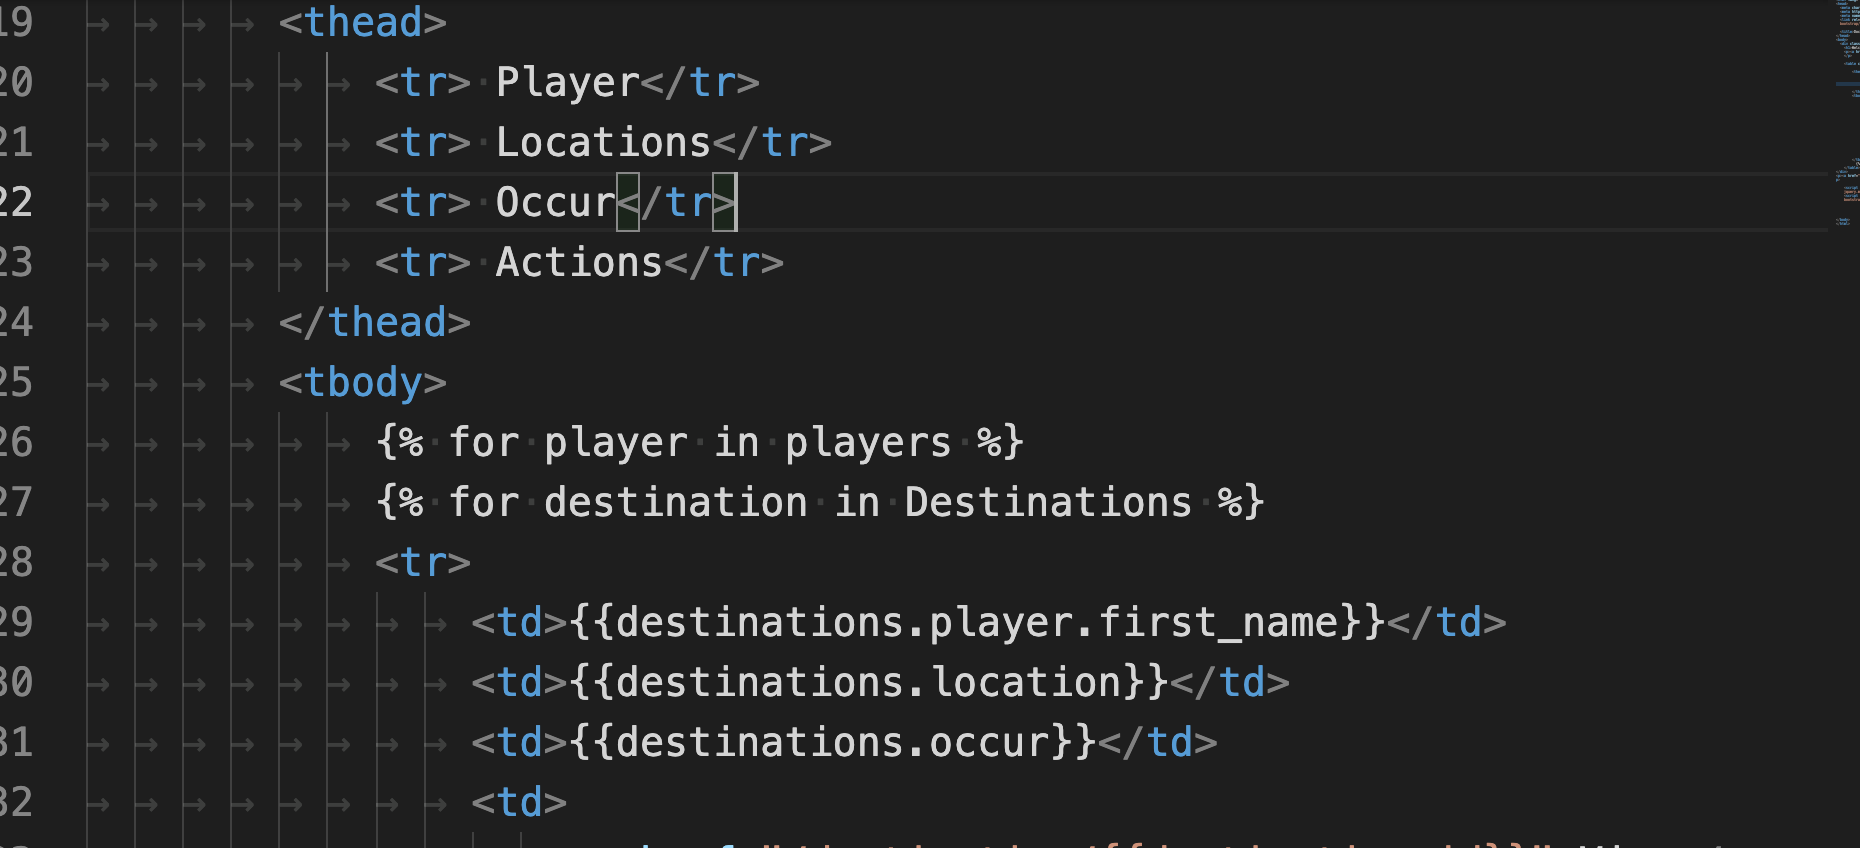 19 <thead>
20 <tr> Player</tr>
21 <tr> Locations</tr>
22 <tr> Occur</tr>
23 <tr> Actions</tr>
24 </thead>
25 <tbody>
26 {% for player in players %}
27 {% for destination in Destinations %}
28 <tr>
29 <td>{{destinations.player.first_name}}</td>
30 <td>{{destinations.location}}</td>
31 <td>{{destinations.occur}}</td>
32 <td>